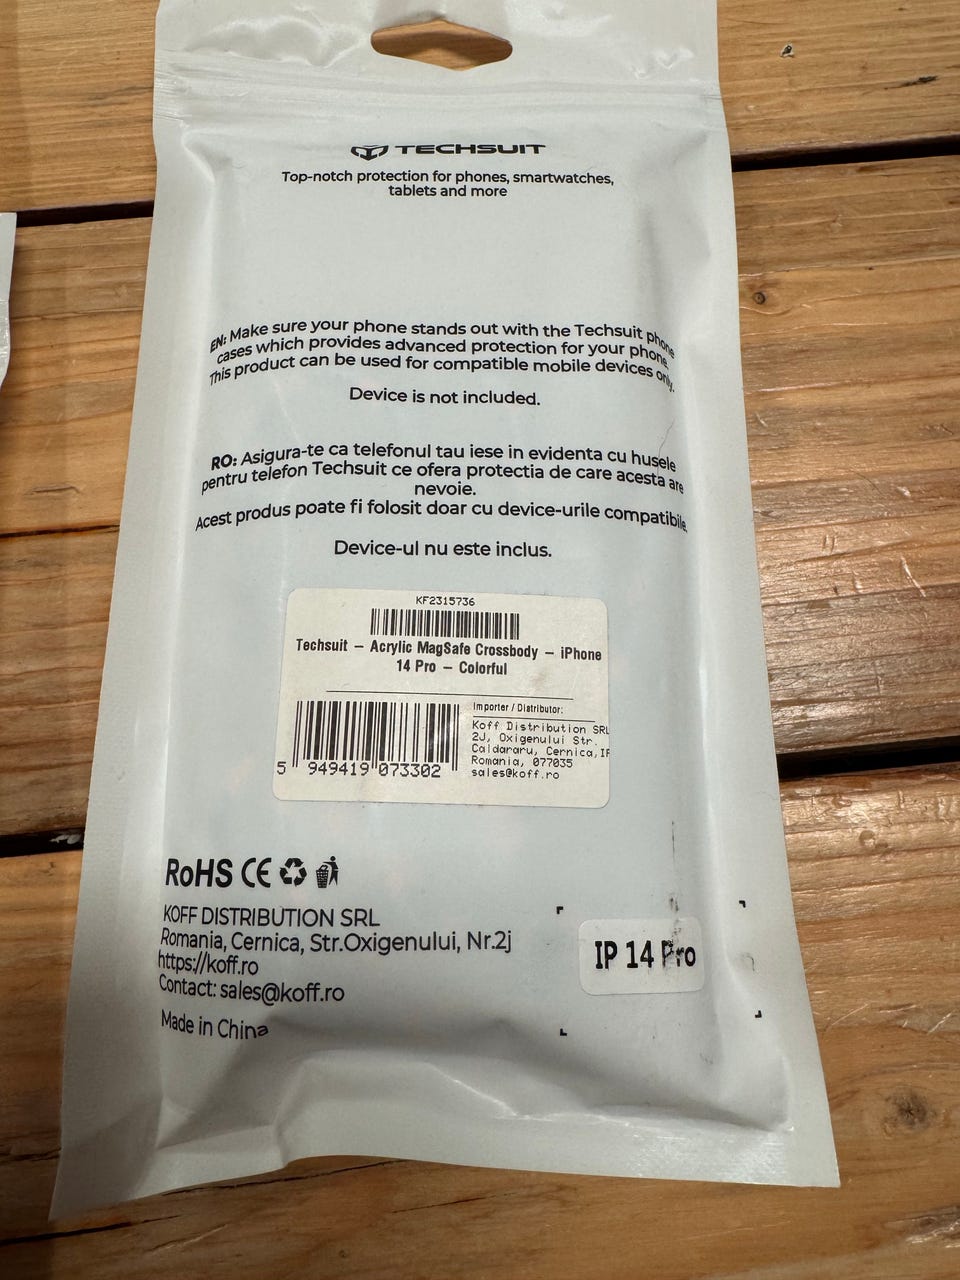 TECHSUIT
Top-notch protection for phones, smartwatches,
tablets and more
EN: Make sure your phone stands out with the Techsuit phone
cases which provides advanced protection for your phone.
This product can be used for compatible mobile devices only.
Device is not included.
RO: Asigura-te ca telefonul tau iese in evidenta cu husele
pentru telefon Techsuit ce ofera protectia de care acesta are
nevoie.
Acest produs poate fi folosit doar cu device-urile compatibile.
Device-ul nu este inclus.
KF2315736
Techsuit – Acrylic MagSafe Crossbody – iPhone
14 Pro – Colorful
Importer / Distributor:
Koff Distribution SRL
2J, Oxigenului Str.
Caldararu, Cernica,IF
Romania, 077035
sales@koff.ro
5 949419 073302
RoHS CE
KOFF DISTRIBUTION SRL
Romania, Cernica, Str.Oxigenului, Nr.2j
https://koff.ro
Contact: sales@koff.ro
Made in China
IP 14 Pro